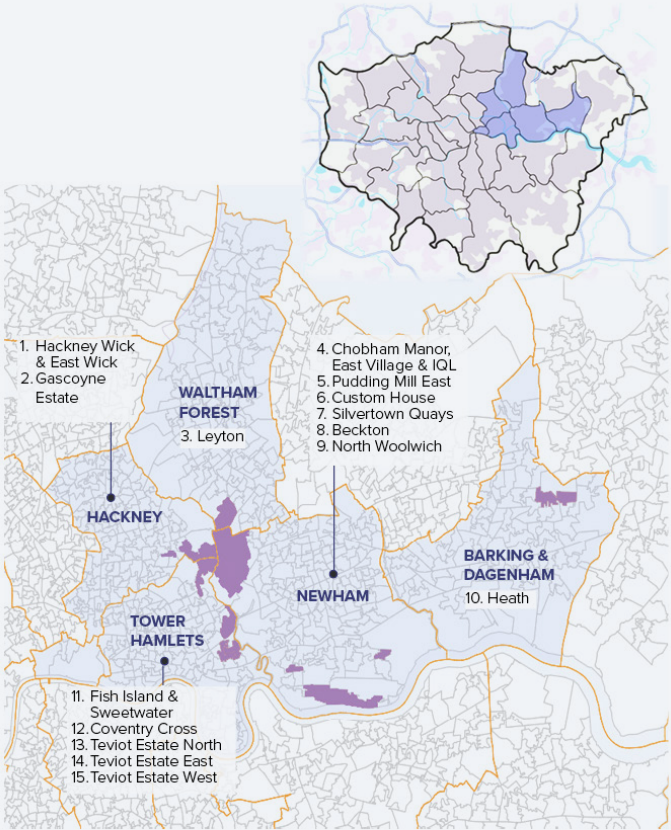 1. Hackney Wick
& East Wick
2. Gascoyne
Estate
WALTHAM
FOREST
3. Leyton
4. Chobham Manor,
East Village & IQL
5. Pudding Mill East
6. Custom House
7. Silvertown Quays
8. Beckton
9. North Woolwich
HACKNEY
BARKING &
DAGENHAM
10. Heath
NEWHAM
TOWER
HAMLETS
11. Fish Island &
Sweetwater
12. Coventry Cross
13. Teviot Estate North
14. Teviot Estate East
15. Teviot Estate West